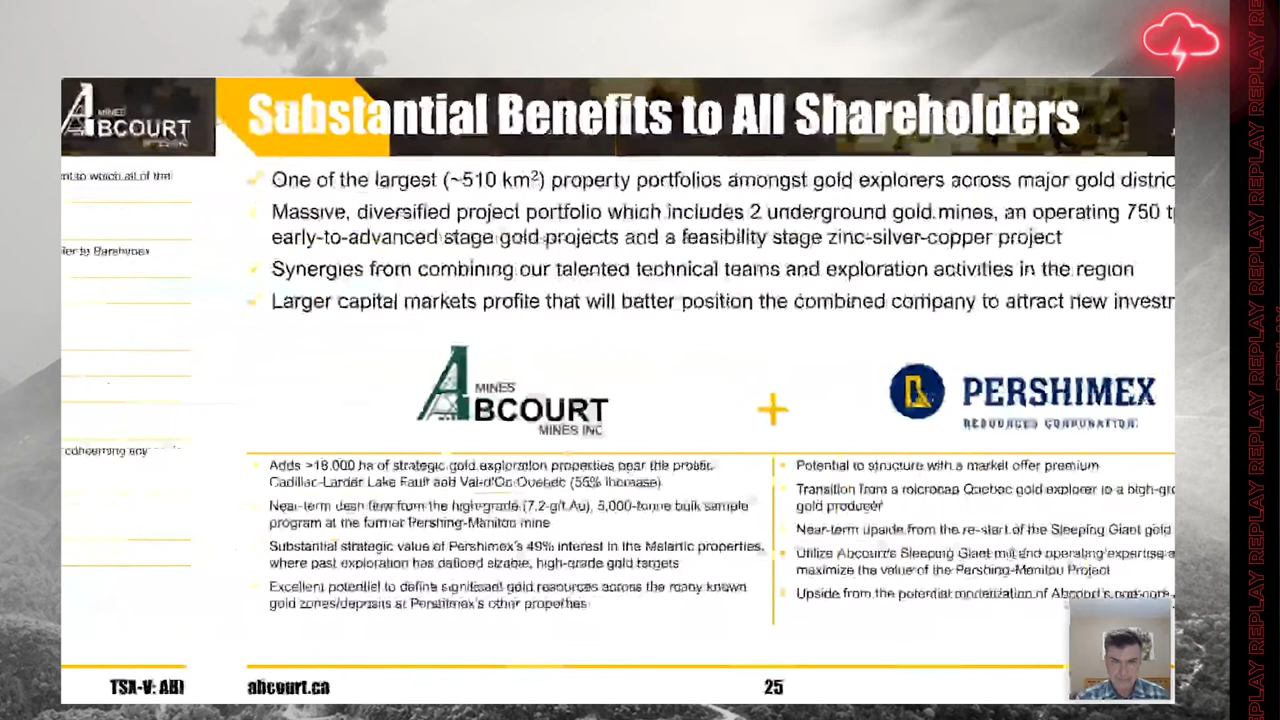 MINES
ABCOURT
Substantial Benefits to All Shareholders
One of the largest (~510 km²) property portfolios amongst gold explorers across major gold distric
Massive, diversified project portfolio which includes 2 underground gold mines, an operating 750 t
early-to-advanced stage gold projects and a feasibility stage zinc-silver-copper project
Synergies from combining our talented technical teams and exploration activities in the region
Larger capital markets profile that will better position the combined company to attract new invest
MINES
ABCOURT
MINES INC
+
PERSHIMEX
RESOURCES CORPORATION
Adds >18,000 ha of strategic gold exploration properties near the prolific
Cadillac-Larder Lake Fault and Val-d'Or, Quebec (55% increase)
Near-term cash flow from the high-grade (7.2-g/t Au), 5,000-tonne bulk sample
program at the former Pershing-Manitou mine
Substantial strategic value of Pershimex's 49% interest in the Malartic properties,
where past exploration has defined sizable, high-grade gold targets
Excellent potential to define significant gold resources across the many known
gold zones/deposits at Pershimex's other properties
Potential to structure with a market offer premium
Transition from a microcap Quebec gold explorer to a high-gr
gold producer
Near-term upside from the re-start of the Sleeping Giant gold
Utilize Abcourt's Sleeping Giant mill and operating expertise
maximize the value of the Pershing-Manitou Project
Upside from the potential of Abcourt's
TSX-V: ABI
abcourt.ca
25
REPLAY REPLAY REPLAY REPLAY REPLAY REPLAY REPLAY REPLAY